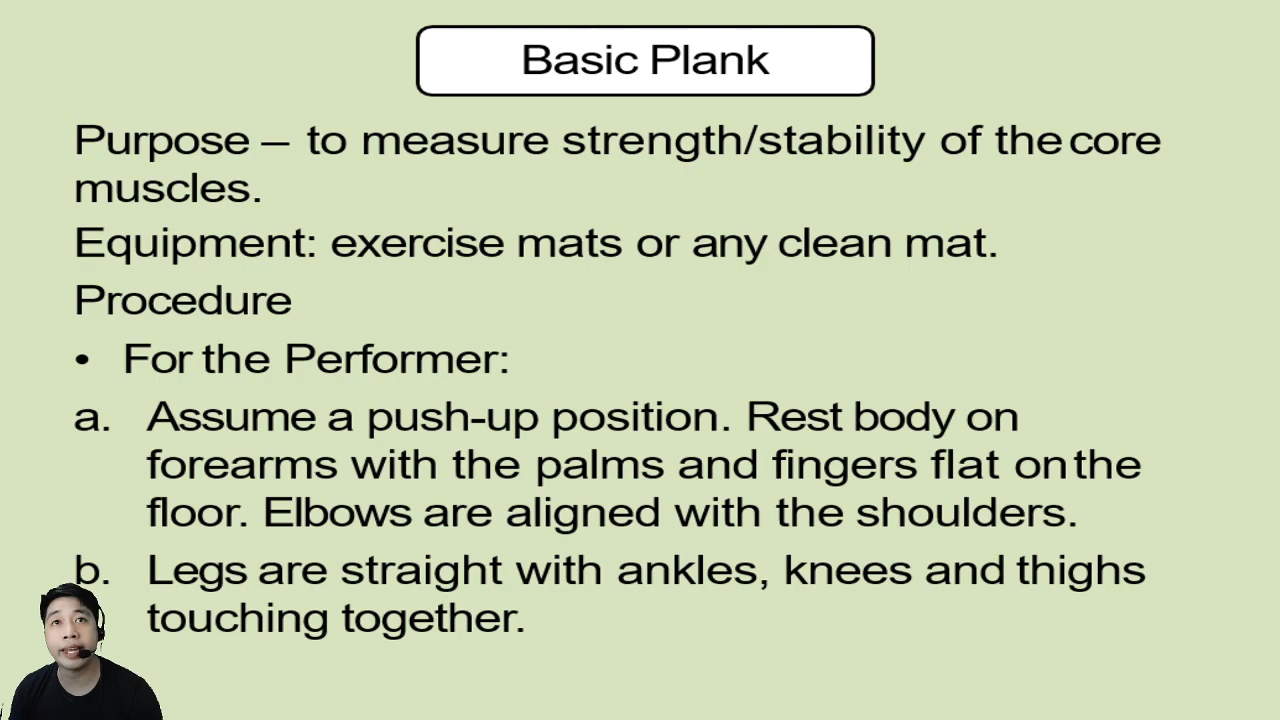 Basic Plank
Purpose – to measure strength/stability of the core
muscles.
Equipment: exercise mats or any clean mat.
Procedure
• For the Performer:
a. Assume a push-up position. Rest body on
forearms with the palms and fingers flat on the
floor. Elbows are aligned with the shoulders.
b. Legs are straight with ankles, knees and thighs
touching together.